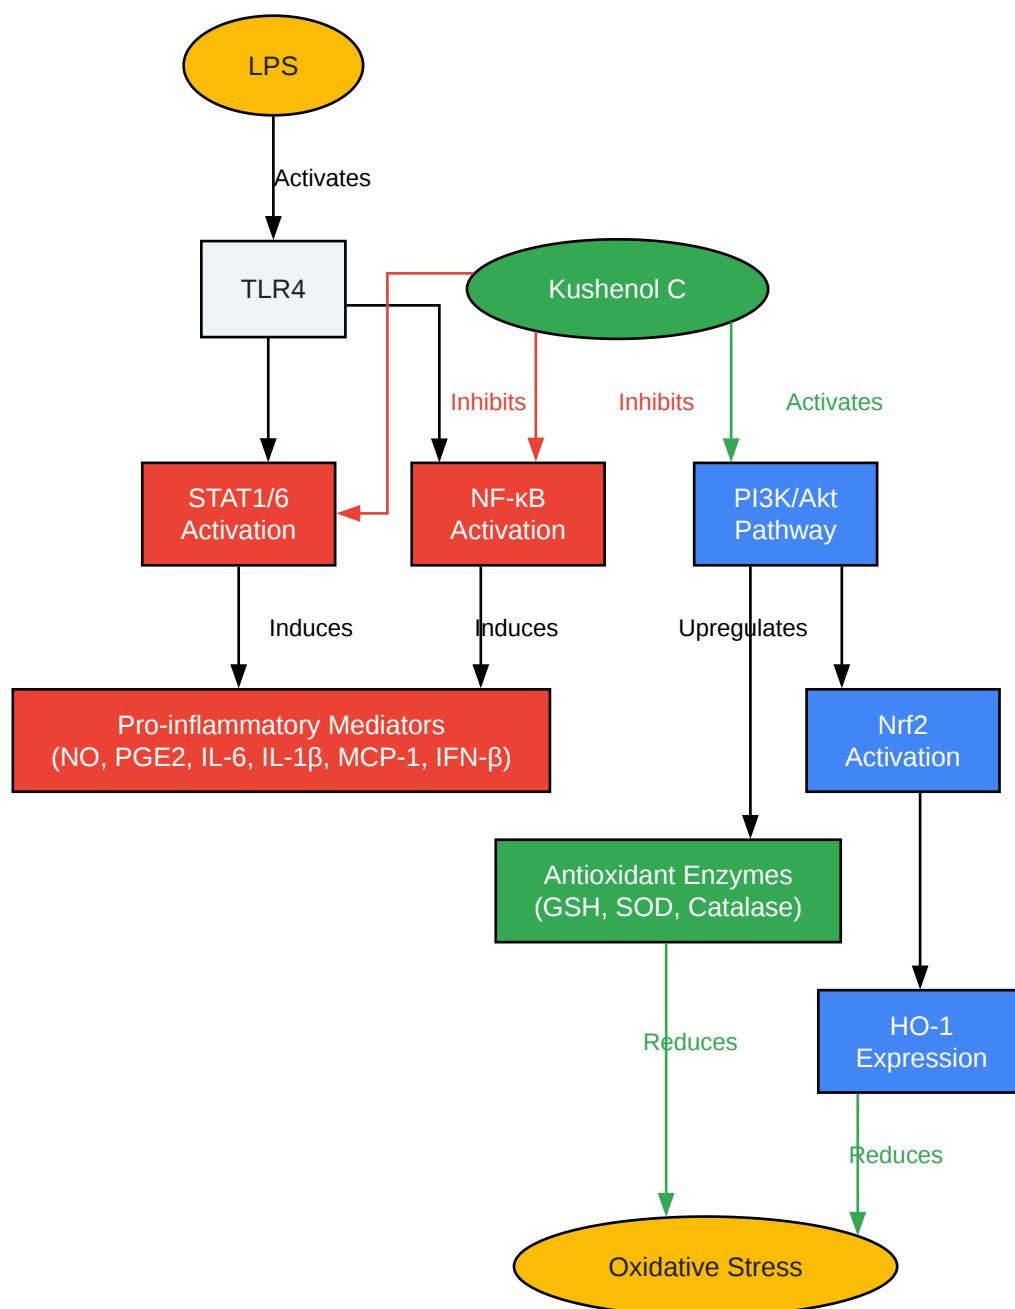 LPS
Activates
TLR4
Kushenol C
Inhibits
Inhibits
Activates
STAT1/6
Activation
NF-κB
Activation
PI3K/Akt
Pathway
Induces
Induces
Upregulates
Pro-inflammatory Mediators
(NO, PGE2, IL-6, IL-1β, MCP-1, IFN-β)
Nrf2
Activation
Antioxidant Enzymes
(GSH, SOD, Catalase)
HO-1
Expression
Reduces
Reduces
Oxidative Stress